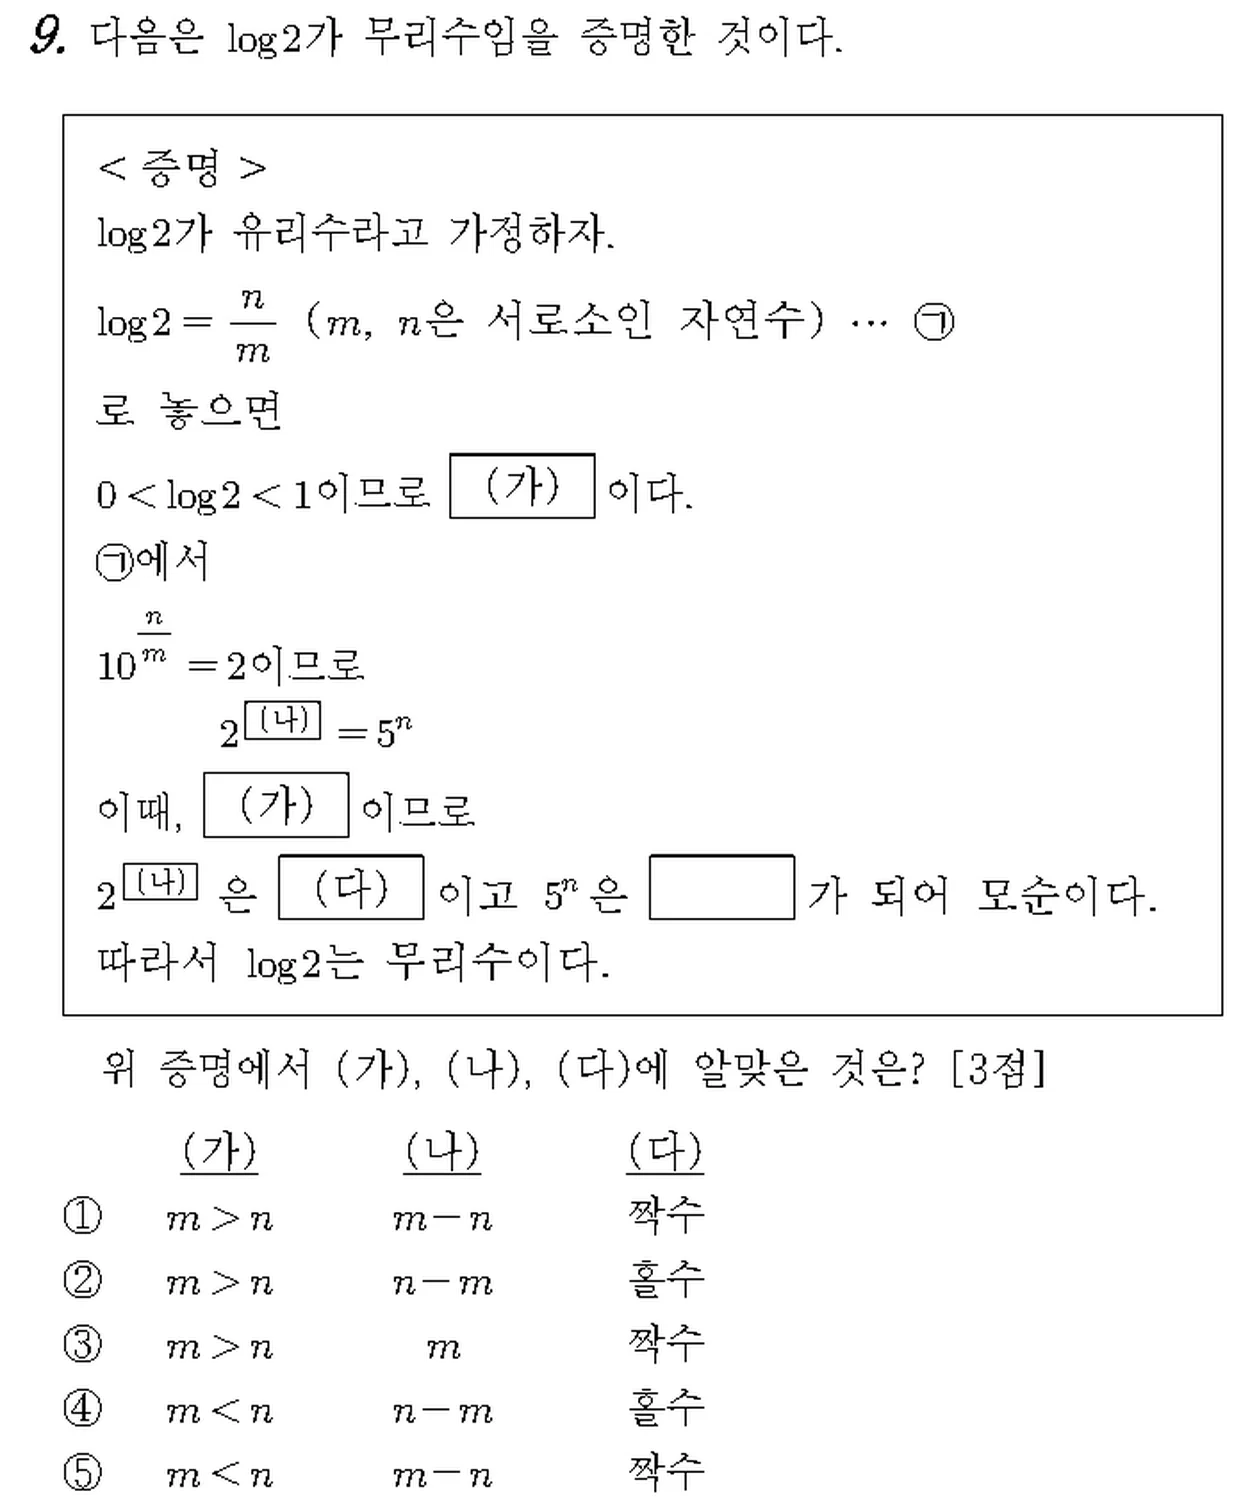 9. 다음은 log2가 무리수임을 증명한 것이다.
< 증명 >
log2가 유리수라고 가정하자.
log2 = n/m (m, n은 서로소인 자연수) ⋯ ㉠
로 놓으면
0 < log2 < 1이므로 (가) 이다.
㉠에서
10^(n/m) = 2이므로
2^(나) = 5^n
이때, (가) 이므로
2^(나) 은 (다) 이고 5^n은 가 되어 모순이다.
따라서 log2는 무리수이다.
위 증명에서 (가), (나), (다)에 알맞은 것은? [3점]
(가) (나) (다)
① m > n m − n 짝수
② m > n n − m 홀수
③ m > n m 짝수
④ m < n n − m 홀수
⑤ m < n m − n 짝수